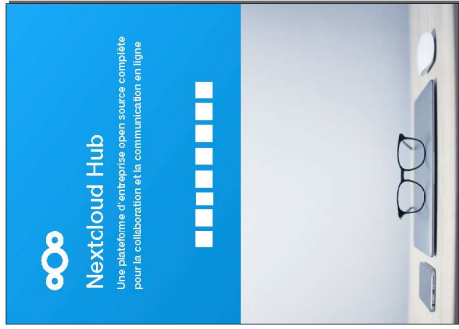 Nextcloud Hub
Une plateforme d'entreprise open source complète
pour la collaboration et la communication en ligne